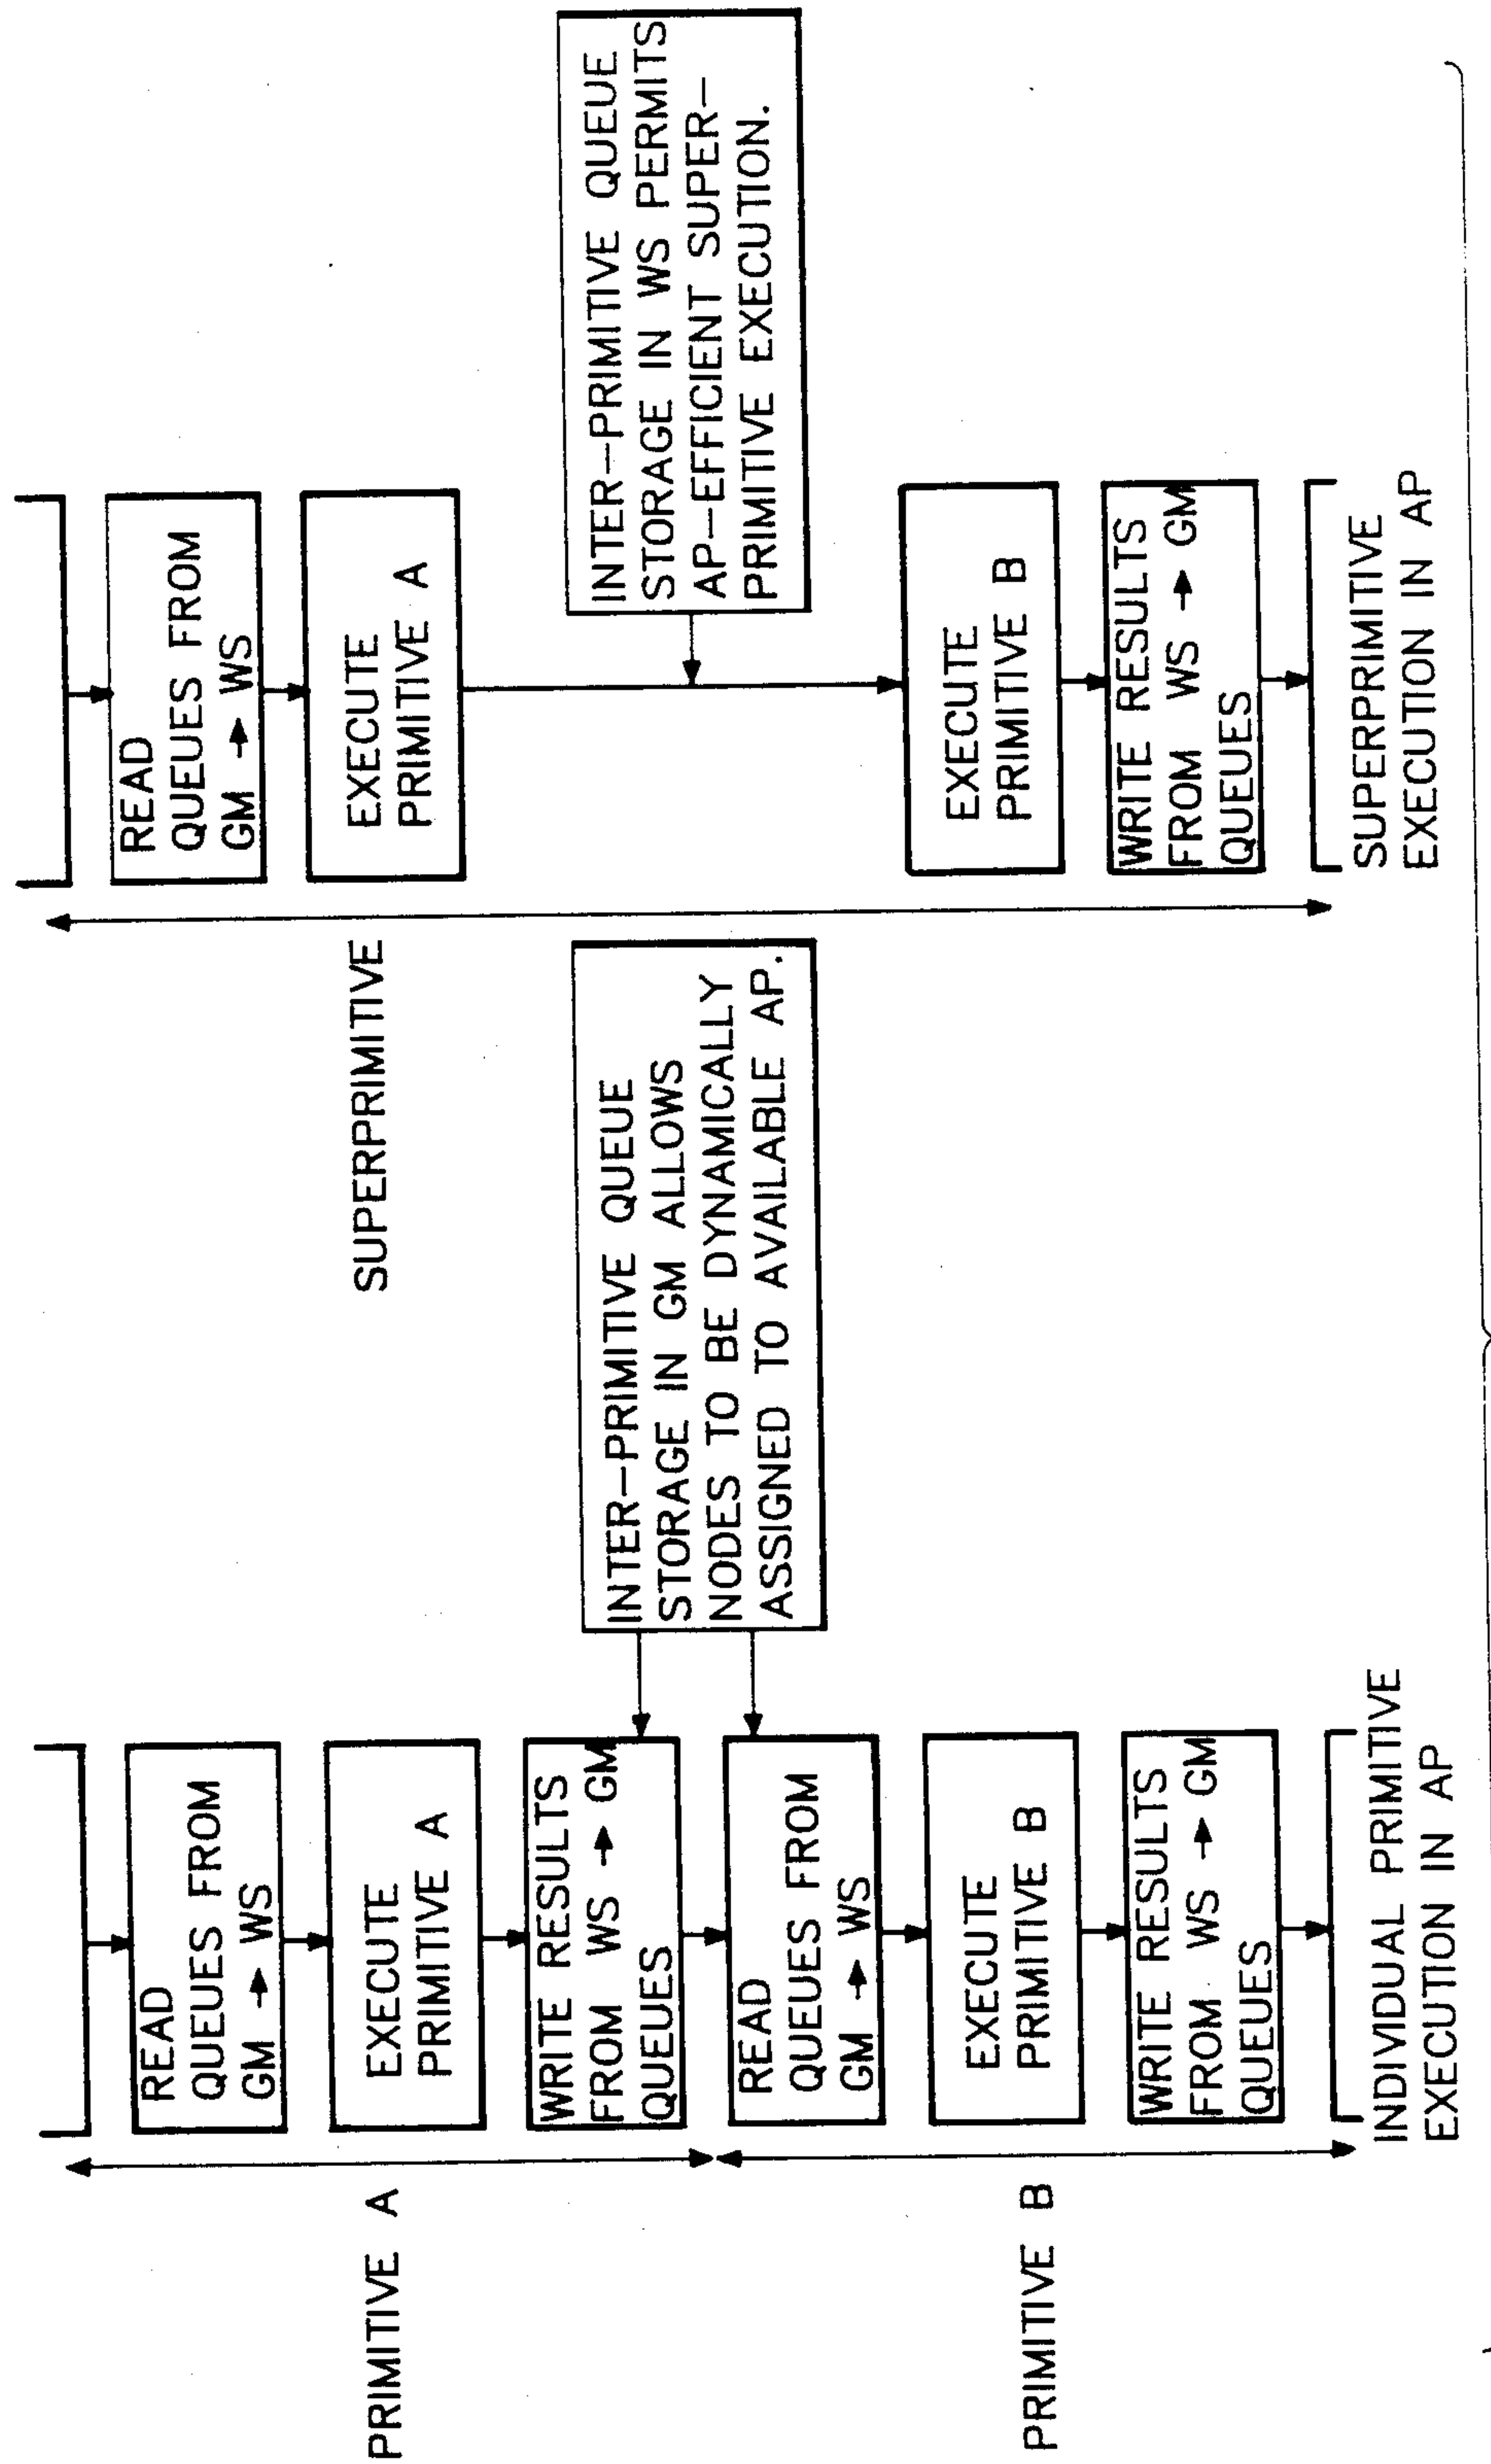 PRIMITIVE A
READ
QUEUES FROM
GM → WS
EXECUTE
PRIMITIVE A
WRITE RESULTS
FROM WS → GM
QUEUES
PRIMITIVE B
READ
QUEUES FROM
GM → WS
EXECUTE
PRIMITIVE B
WRITE RESULTS
FROM WS → GM
QUEUES
INDIVIDUAL PRIMITIVE
EXECUTION IN AP
INTER-PRIMITIVE QUEUE
STORAGE IN GM ALLOWS
NODES TO BE DYNAMICALLY
ASSIGNED TO AVAILABLE AP.
SUPERPRIMITIVE
READ
QUEUES FROM
GM → WS
EXECUTE
PRIMITIVE A
INTER-PRIMITIVE QUEUE
STORAGE IN WS PERMITS
AP-EFFICIENT SUPER-
PRIMITIVE EXECUTION.
EXECUTE
PRIMITIVE B
WRITE RESULTS
FROM WS → GM
QUEUES
SUPERPRIMITIVE
EXECUTION IN AP